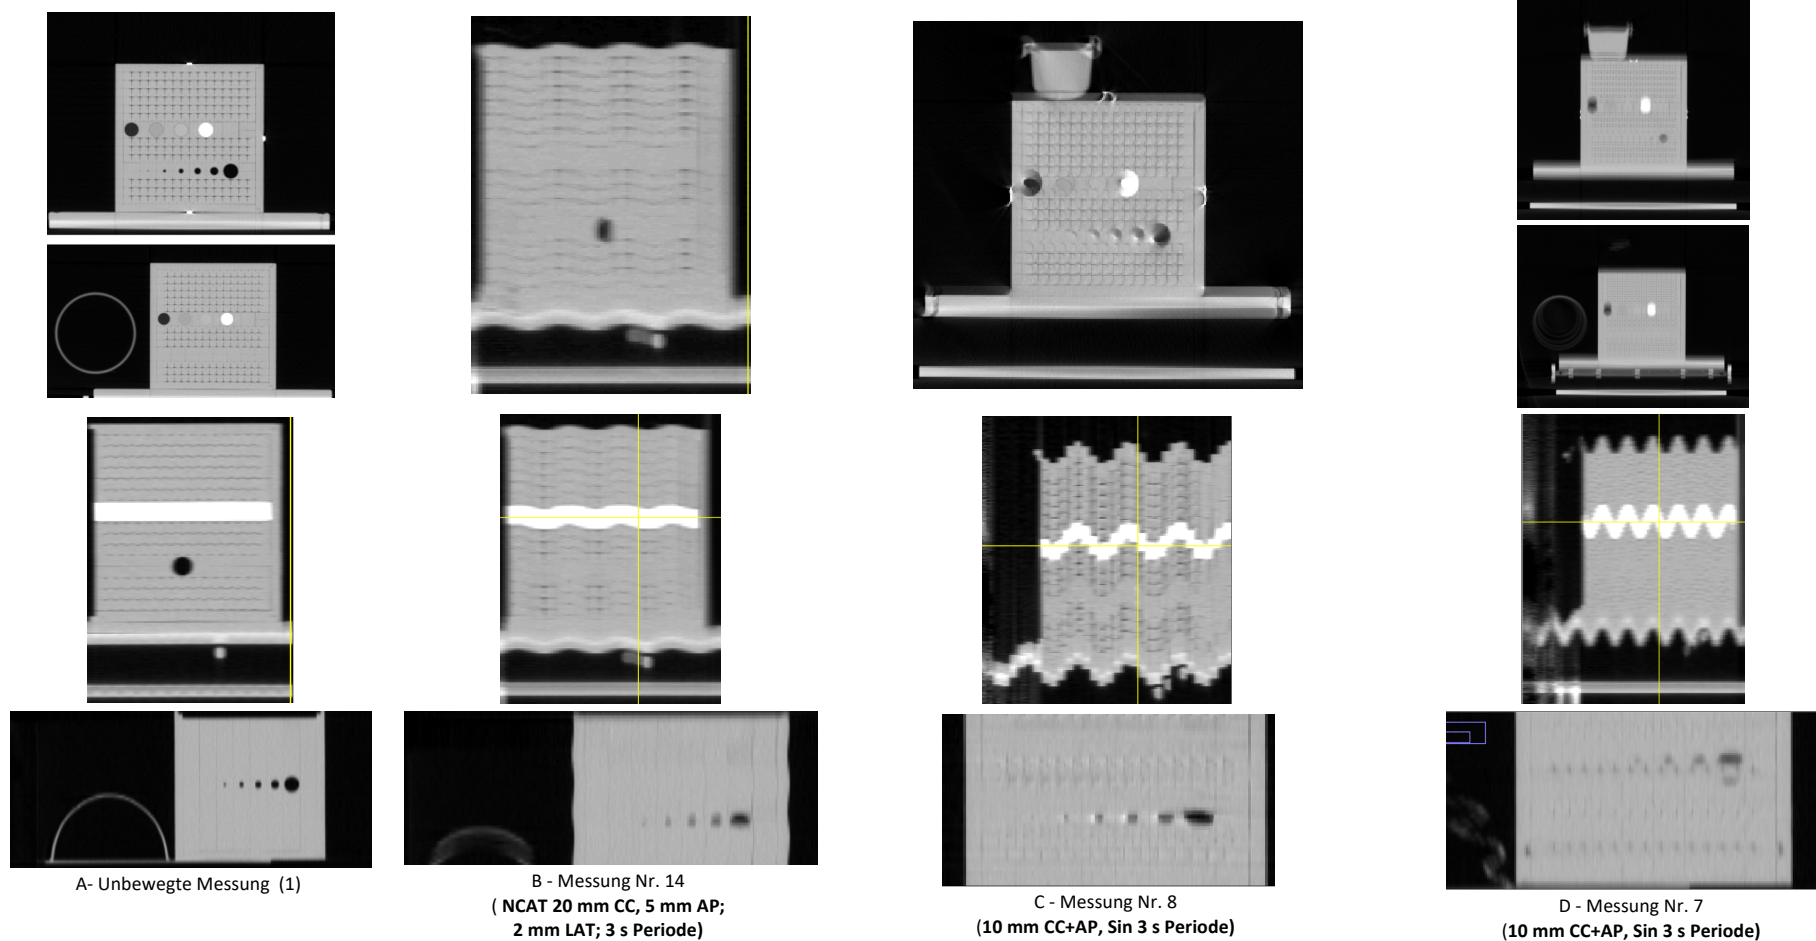 A- Unbewegte Messung (1)
B - Messung Nr. 14
( NCAT 20 mm CC, 5 mm AP;
2 mm LAT; 3 s Periode)
C - Messung Nr. 8
(10 mm CC+AP, Sin 3 s Periode)
D - Messung Nr. 7
(10 mm CC+AP, Sin 3 s Periode)